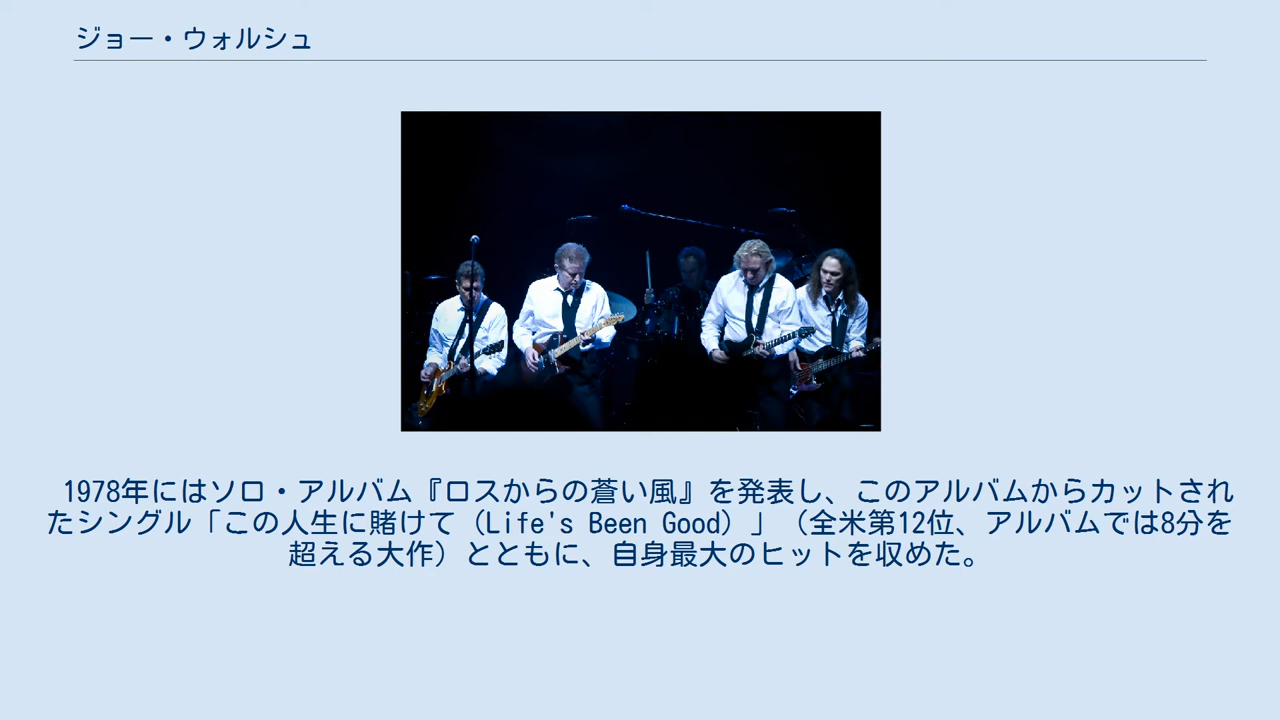 ジョー・ウォルシュ
1978年にはソロ・アルバム『ロスからの蒼い風』を発表し、このアルバムからカットされ
たシングル「この人生に賭けて（Life's Been Good）」（全米第12位、アルバムでは8分を
超える大作）とともに、自身最大のヒットを収めた。